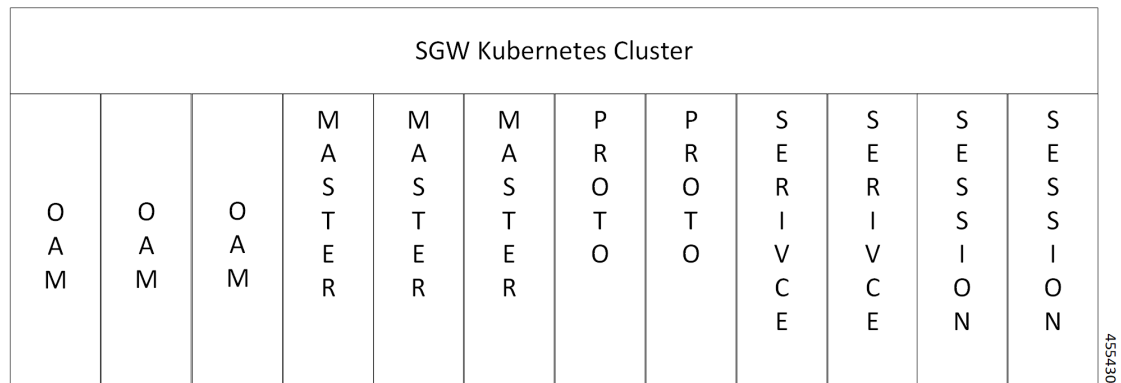 SGW Kubernetes Cluster
OAM
OAM
OAM
MASTER
MASTER
MASTER
PROTO
PROTO
SERIVCE
SERIVCE
SESSION
SESSION
455430